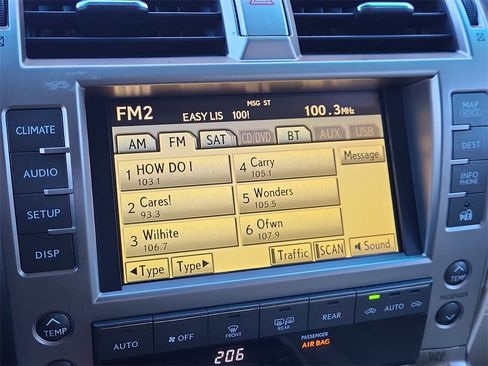 MSG ST
FM2 EASY LIS 100! 100.3MHz
AM FM SAT CD/DVD BT AUX USB
1 HOW DO I
103.1
4 Carry
105.1
Message
2 Cares!
93.3
5 Wonders
105.5
3 Wilhite
106.7
6 Ofwn
107.9
◄Type Type► Traffic SCAN Sound
CLIMATE
AUDIO
SETUP
DISP
MAP
VOICE
DEST
INFO
PHONE
TEMP
TEMP
PASSENGER
AUTO OFF FRONT REAR REAR AUTO
PASSENGER
AIR BAG
206